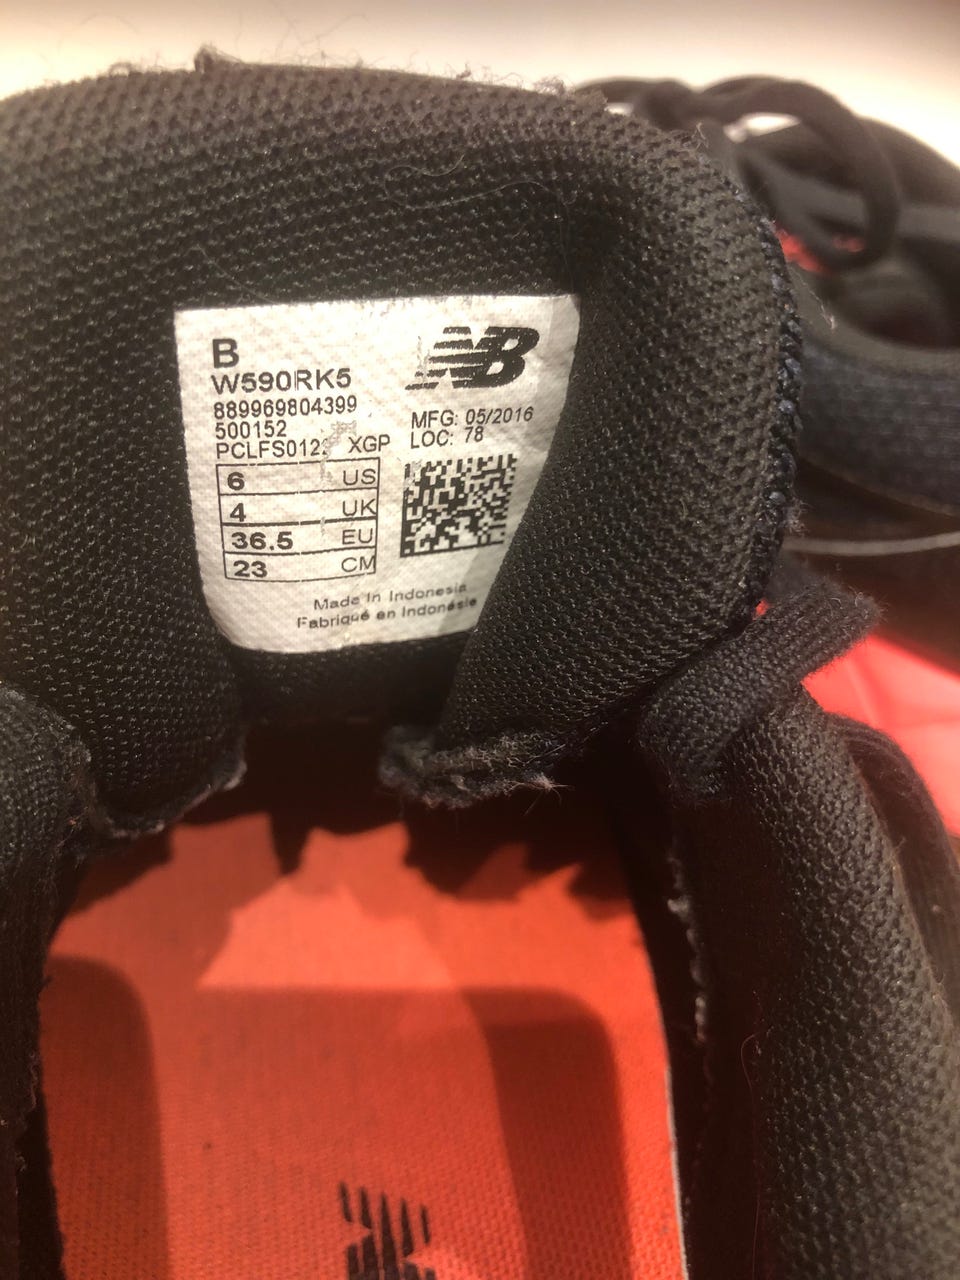 B
W590RK5
889969804399
500152
XGP
NB
MFG: 05/2016
LOC: 78
6 US
4 UK
36.5 EU
23 CM
Made in Indonesia
Fabriqué en Indonésie